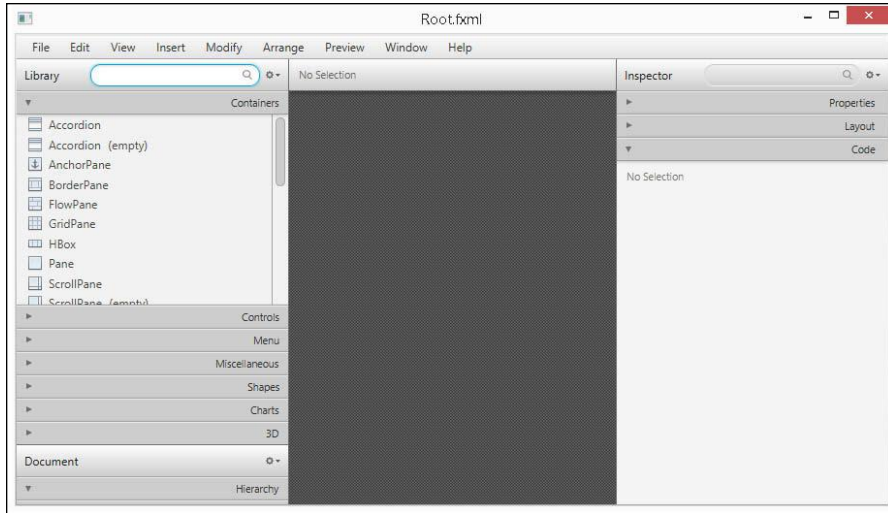 Root.fxml
File Edit View Insert Modify Arrange Preview Window Help
Library
No Selection
Inspector
Containers
Accordion
Accordion (empty)
AnchorPane
BorderPane
FlowPane
GridPane
HBox
Pane
ScrollPane
ScrollPane (empty)
Controls
Menu
Miscellaneous
Shapes
Charts
3D
Document
Hierarchy
Properties
Layout
Code
No Selection